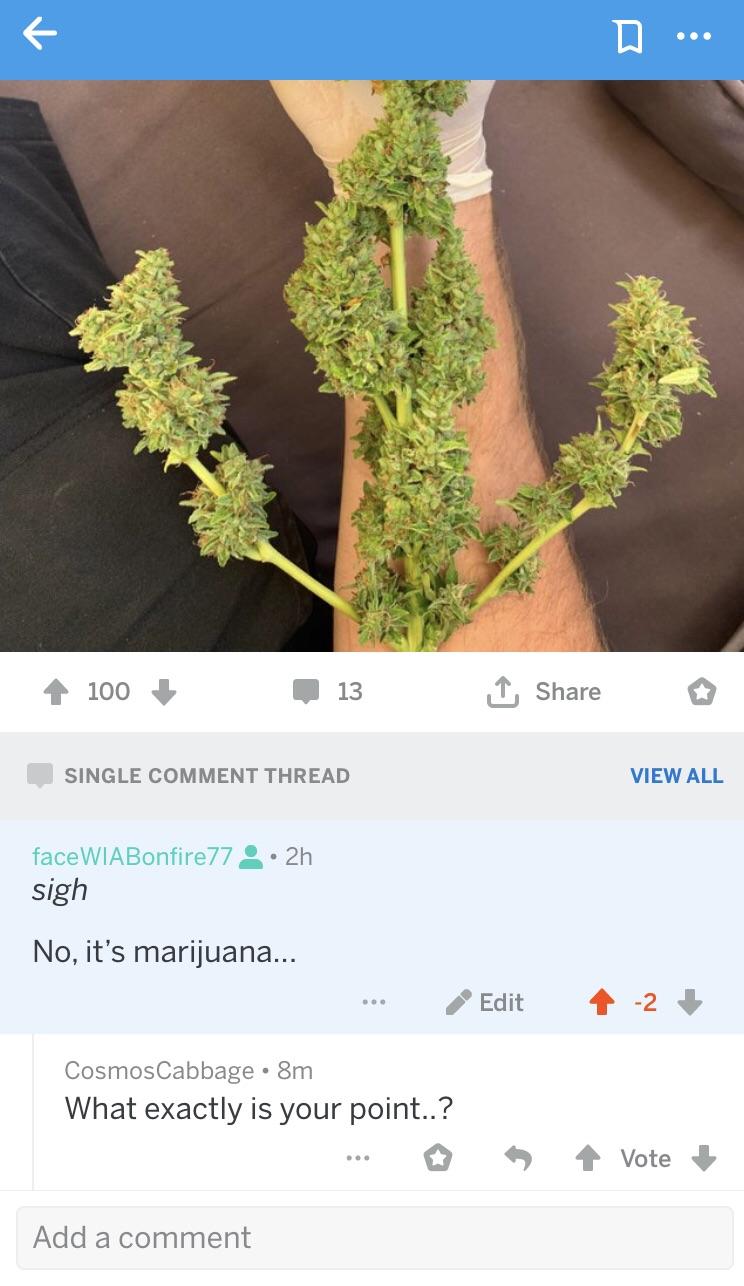 100
13
Share
SINGLE COMMENT THREAD
VIEW ALL
faceWIABonfire77 • 2h
sigh
No, it’s marijuana...
... Edit -2
CosmosCabbage • 8m
What exactly is your point..?
... Vote
Add a comment